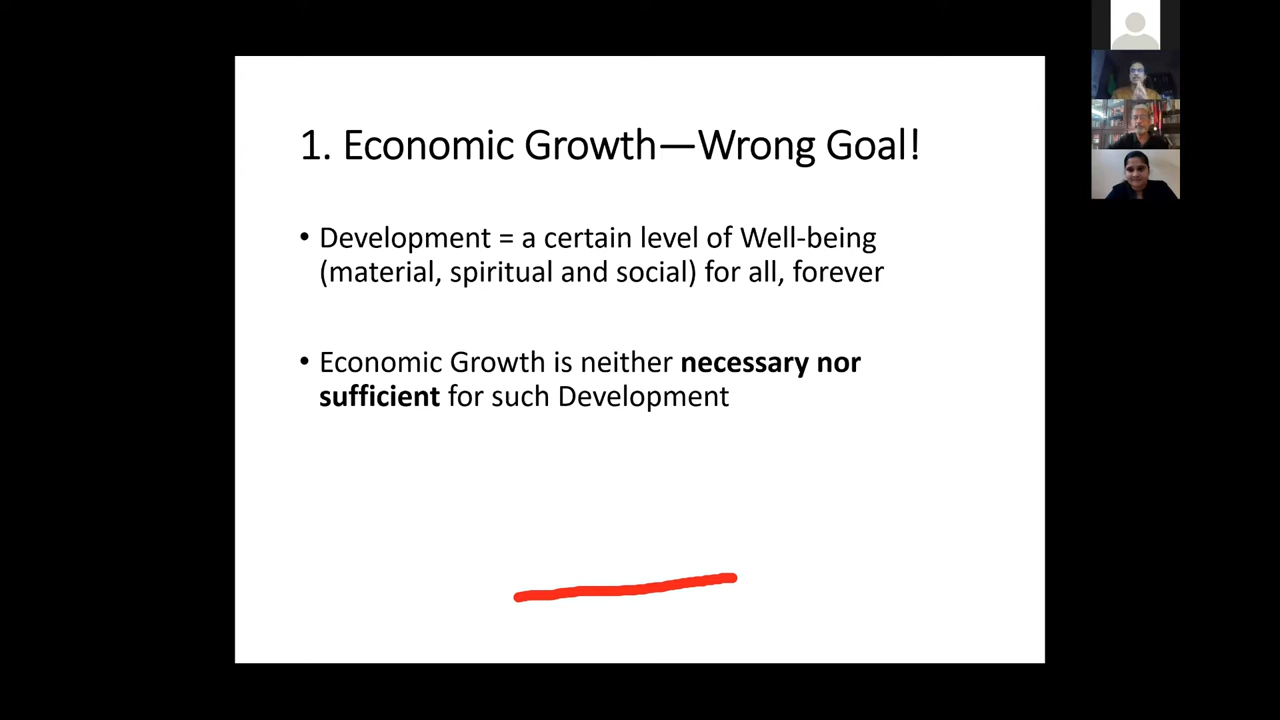 1. Economic Growth—Wrong Goal!
• Development = a certain level of Well-being
(material, spiritual and social) for all, forever
• Economic Growth is neither necessary nor
sufficient for such Development